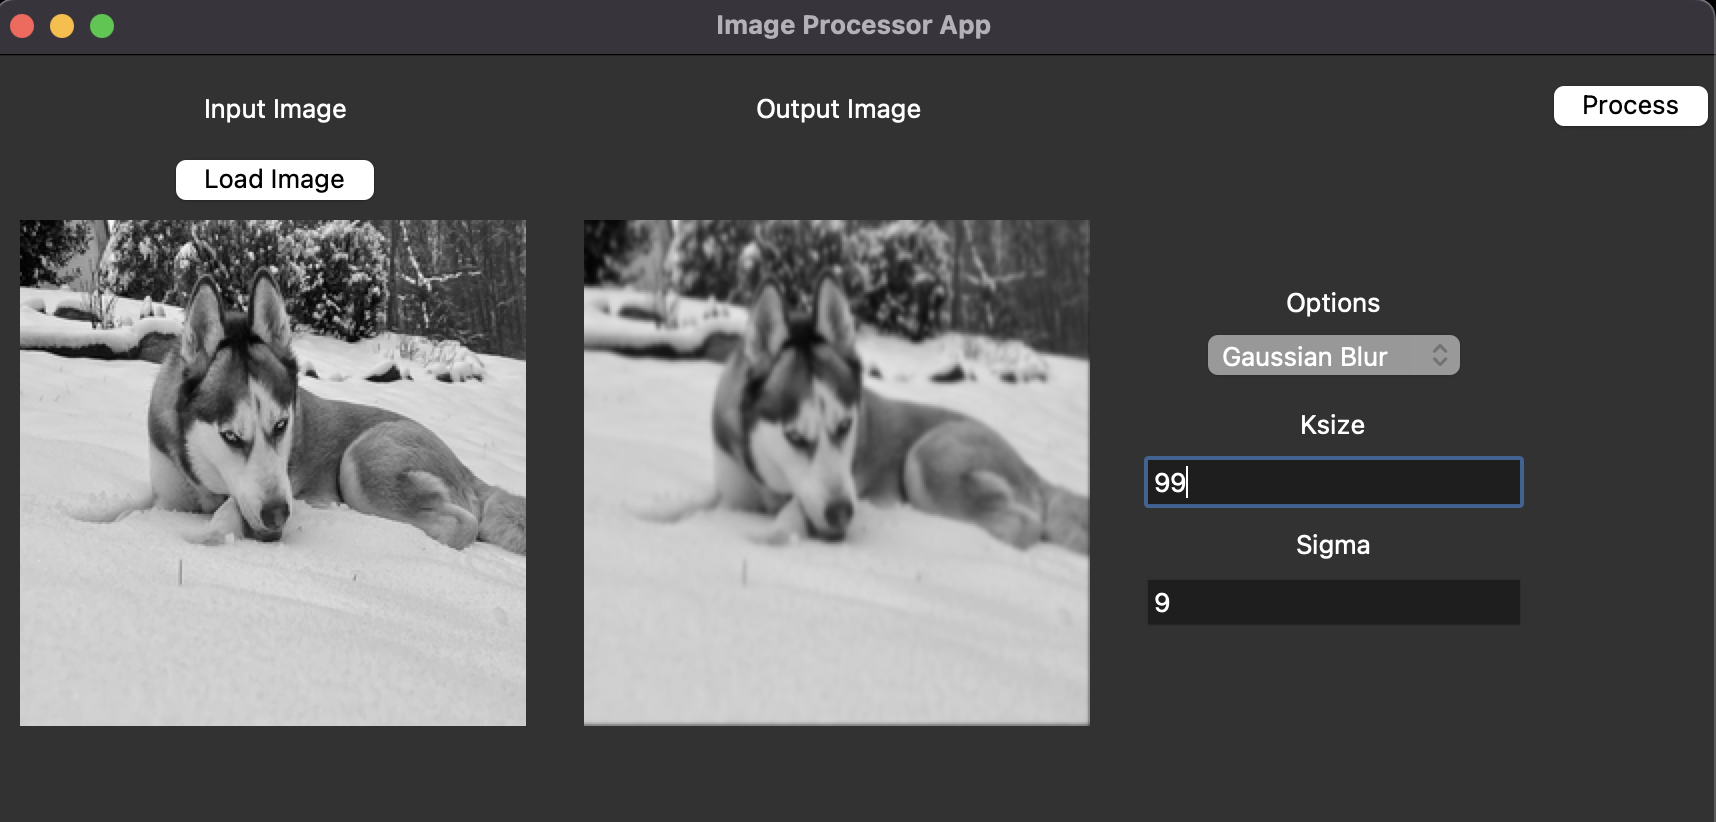 Image Processor App
Input Image
Output Image
Process
Load Image
Options
Gaussian Blur
Ksize
99
Sigma
9